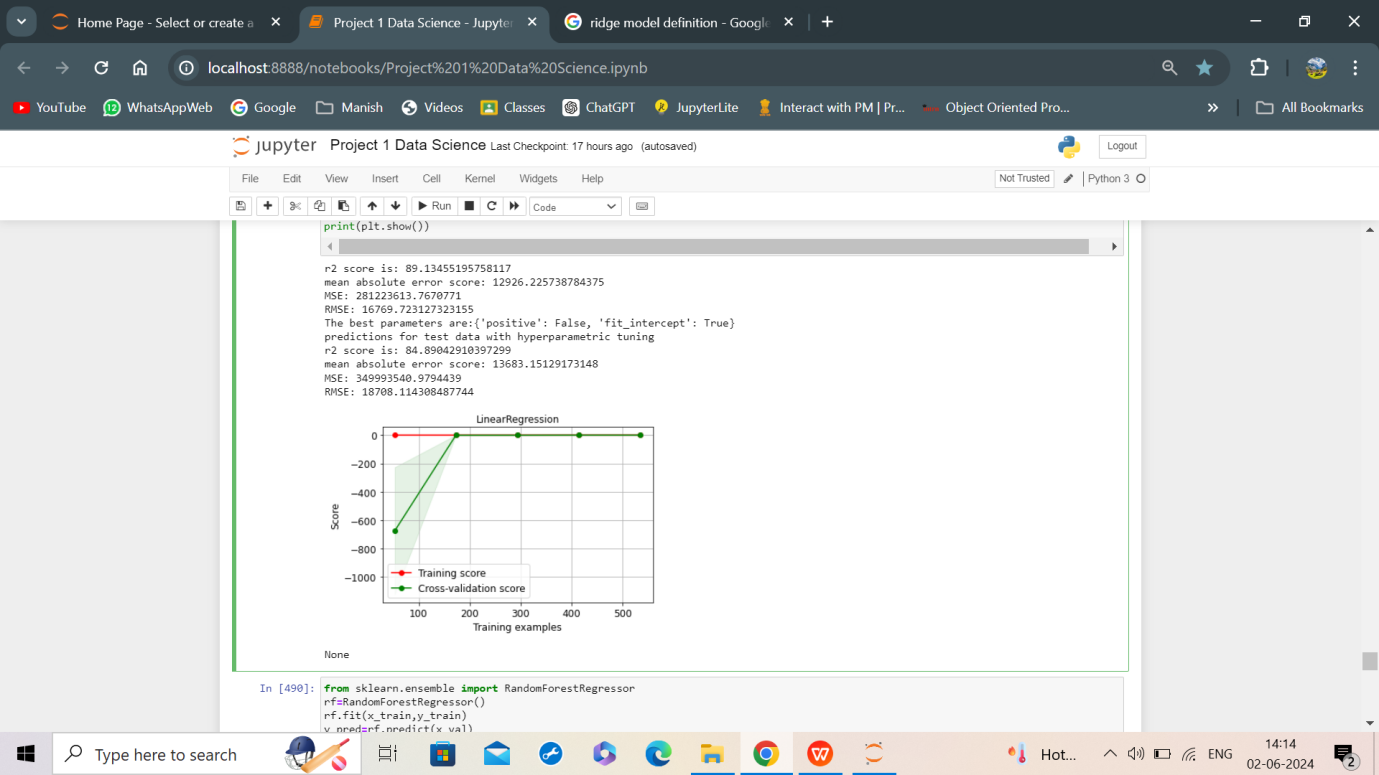 Home Page - Select or create a
Project 1 Data Science - Jupyter
ridge model definition - Google
localhost:8888/notebooks/Project%201%20Data%20Science.ipynb
YouTube
12
WhatsAppWeb
Google
Manish
Videos
Classes
ChatGPT
JupyterLite
Interact with PM | Pr...
Object Oriented Pro...
All Bookmarks
jupyter Project 1 Data Science Last Checkpoint: 17 hours ago (autosaved)
Logout
File Edit View Insert Cell Kernel Widgets Help
Not Trusted
Python 3
Run
Code
print(plt.show())
r2 score is: 89.13455195758117
mean absolute error score: 12926.225738784375
MSE: 281223613.7670771
RMSE: 16769.723127323155
The best parameters are:{'positive': False, 'fit_intercept': True}
predictions for test data with hyperparametric tuning
r2 score is: 84.89042910397299
mean absolute error score: 13683.15129173148
MSE: 349993540.9794439
RMSE: 18708.114308487744
LinearRegression
0
−200
−400
−600
−800
−1000
Score
Training score
Cross-validation score
100 200 300 400 500
Training examples
None
In [490]:
from sklearn.ensemble import RandomForestRegressor
rf=RandomForestRegressor()
rf.fit(x_train,y_train)
y_pred=rf.predict(x_val)
Type here to search
Hot...
ENG
14:14
02-06-2024
2